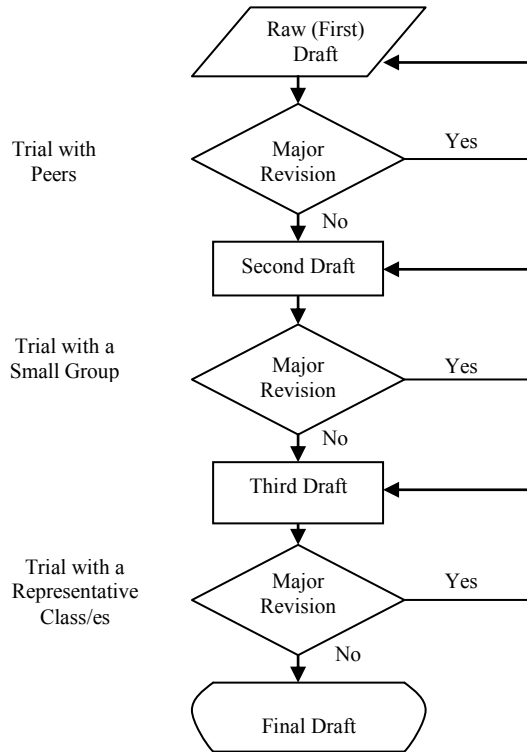 Raw (First)
Draft
Trial with
Peers
Major
Revision
Yes
No
Second Draft
Trial with a
Small Group
Major
Revision
Yes
No
Third Draft
Trial with a
Representative
Class/es
Major
Revision
Yes
No
Final Draft